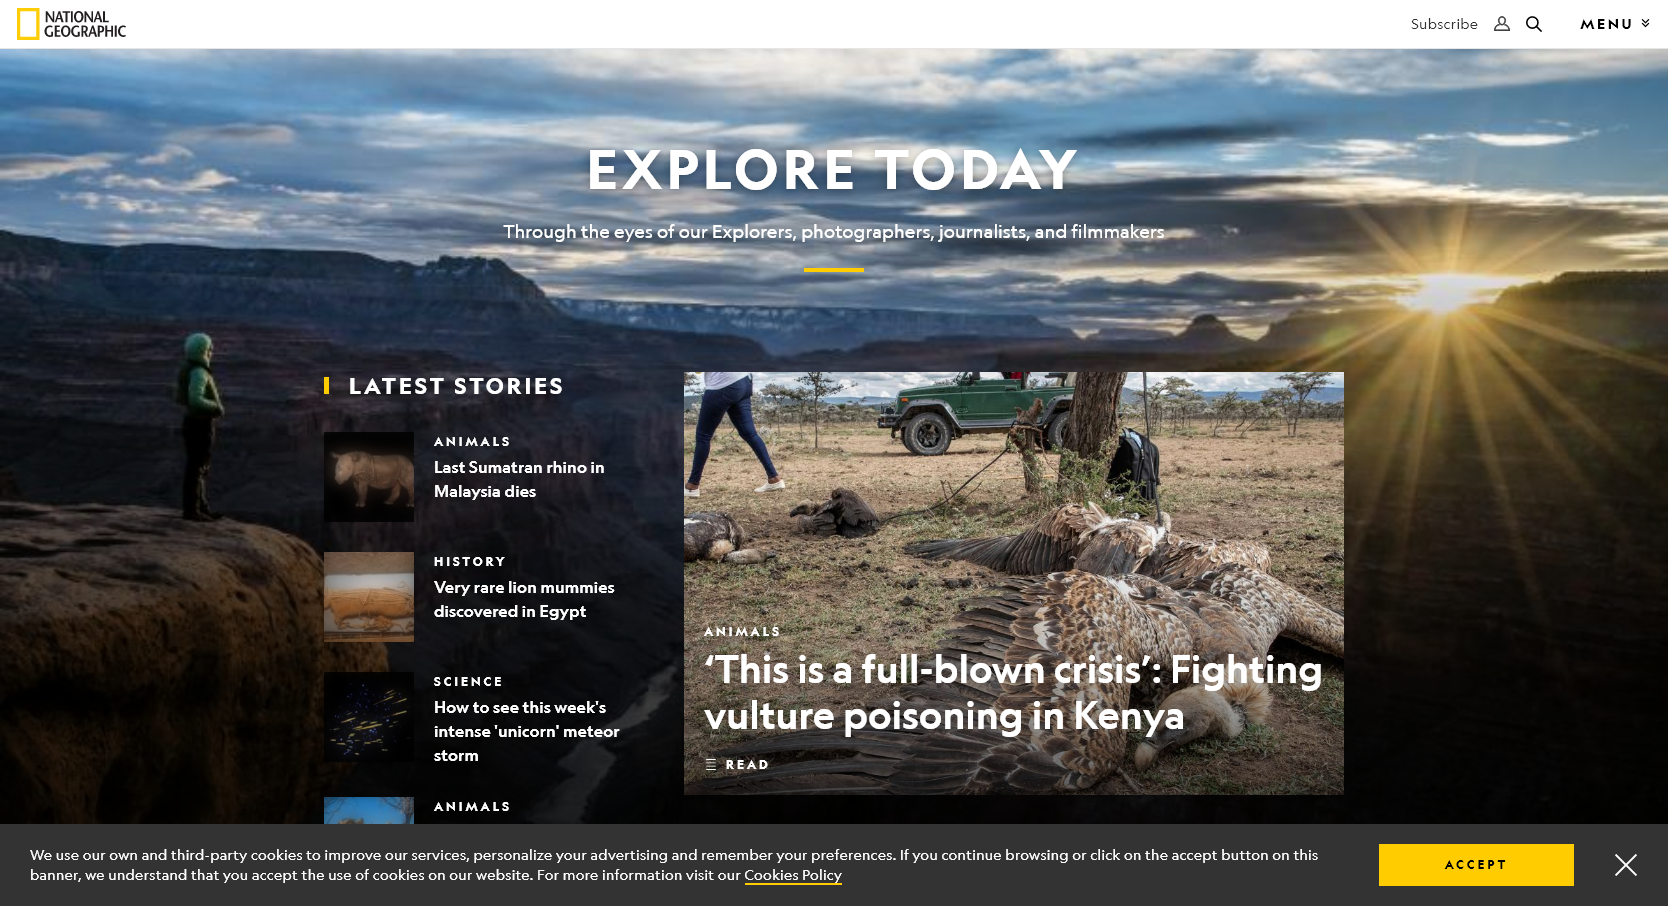 NATIONAL
GEOGRAPHIC
Subscribe
MENU
EXPLORE TODAY
Through the eyes of our Explorers, photographers, journalists, and filmmakers
LATEST STORIES
ANIMALS
Last Sumatran rhino in
Malaysia dies
HISTORY
Very rare lion mummies
discovered in Egypt
SCIENCE
How to see this week's
intense 'unicorn' meteor
storm
ANIMALS
ANIMALS
‘This is a full-blown crisis’: Fighting
vulture poisoning in Kenya
READ
We use our own and third-party cookies to improve our services, personalize your advertising and remember your preferences. If you continue browsing or click on the accept button on this
banner, we understand that you accept the use of cookies on our website. For more information visit our Cookies Policy
ACCEPT